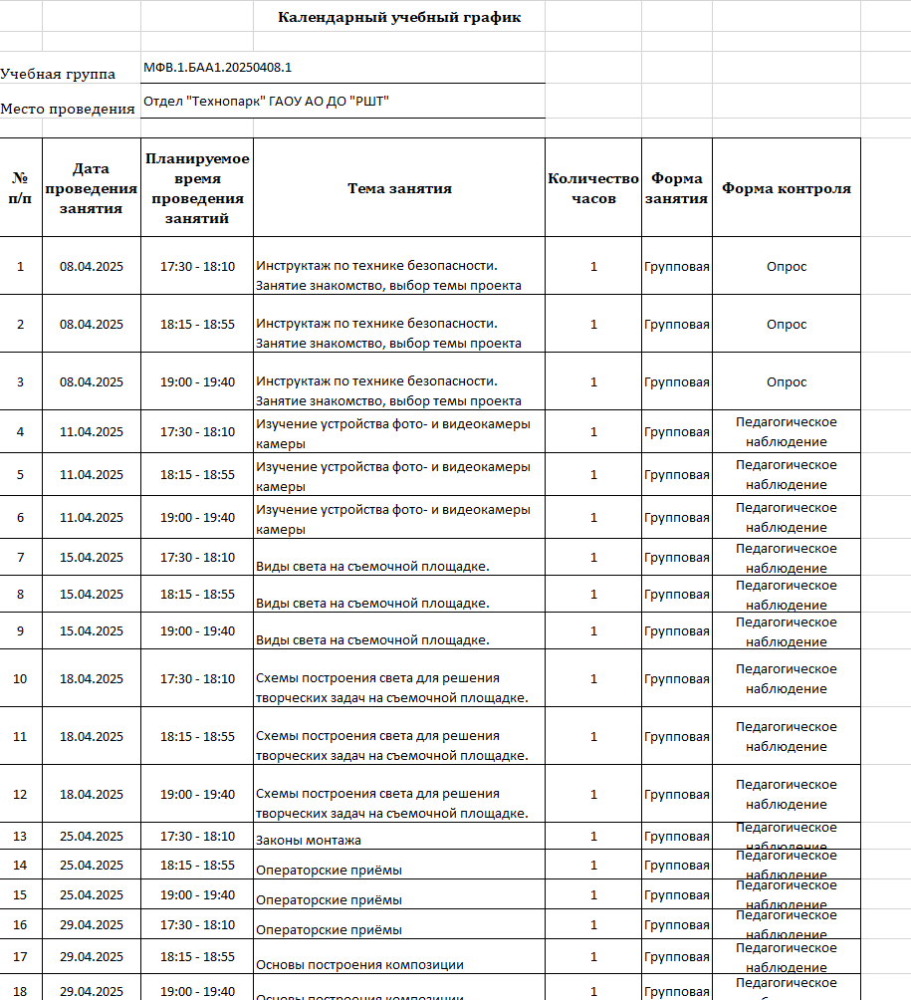 Календарный учебный график
Учебная группа МФВ.1.БАА1.20250408.1
Место проведения Отдел "Технопарк" ГАОУ АО ДО "РШТ"
№ п/п Дата проведения занятия Планируемое время проведения занятий Тема занятия Количество часов Форма занятия Форма контроля
1 08.04.2025 17:30 - 18:10 Инструктаж по технике безопасности. Занятие знакомство, выбор темы проекта 1 Групповая Опрос
2 08.04.2025 18:15 - 18:55 Инструктаж по технике безопасности. Занятие знакомство, выбор темы проекта 1 Групповая Опрос
3 08.04.2025 19:00 - 19:40 Инструктаж по технике безопасности. Занятие знакомство, выбор темы проекта 1 Групповая Опрос
4 11.04.2025 17:30 - 18:10 Изучение устройства фото- и видеокамеры камеры 1 Групповая Педагогическое наблюдение
5 11.04.2025 18:15 - 18:55 Изучение устройства фото- и видеокамеры камеры 1 Групповая Педагогическое наблюдение
6 11.04.2025 19:00 - 19:40 Изучение устройства фото- и видеокамеры камеры 1 Групповая Педагогическое наблюдение
7 15.04.2025 17:30 - 18:10 Виды света на съемочной площадке. 1 Групповая Педагогическое наблюдение
8 15.04.2025 18:15 - 18:55 Виды света на съемочной площадке. 1 Групповая Педагогическое наблюдение
9 15.04.2025 19:00 - 19:40 Виды света на съемочной площадке. 1 Групповая Педагогическое наблюдение
10 18.04.2025 17:30 - 18:10 Схемы построения света для решения творческих задач на съемочной площадке. 1 Групповая Педагогическое наблюдение
11 18.04.2025 18:15 - 18:55 Схемы построения света для решения творческих задач на съемочной площадке. 1 Групповая Педагогическое наблюдение
12 18.04.2025 19:00 - 19:40 Схемы построения света для решения творческих задач на съемочной площадке. 1 Групповая Педагогическое наблюдение
13 25.04.2025 17:30 - 18:10 Законы монтажа 1 Групповая Педагогическое наблюдение
14 25.04.2025 18:15 - 18:55 Операторские приёмы 1 Групповая Педагогическое наблюдение
15 25.04.2025 19:00 - 19:40 Операторские приёмы 1 Групповая Педагогическое наблюдение
16 29.04.2025 17:30 - 18:10 Операторские приёмы 1 Групповая Педагогическое наблюдение
17 29.04.2025 18:15 - 18:55 Основы построения композиции 1 Групповая Педагогическое наблюдение
18 29.04.2025 19:00 - 19:40 Основы построения композиции 1 Групповая Педагогическое